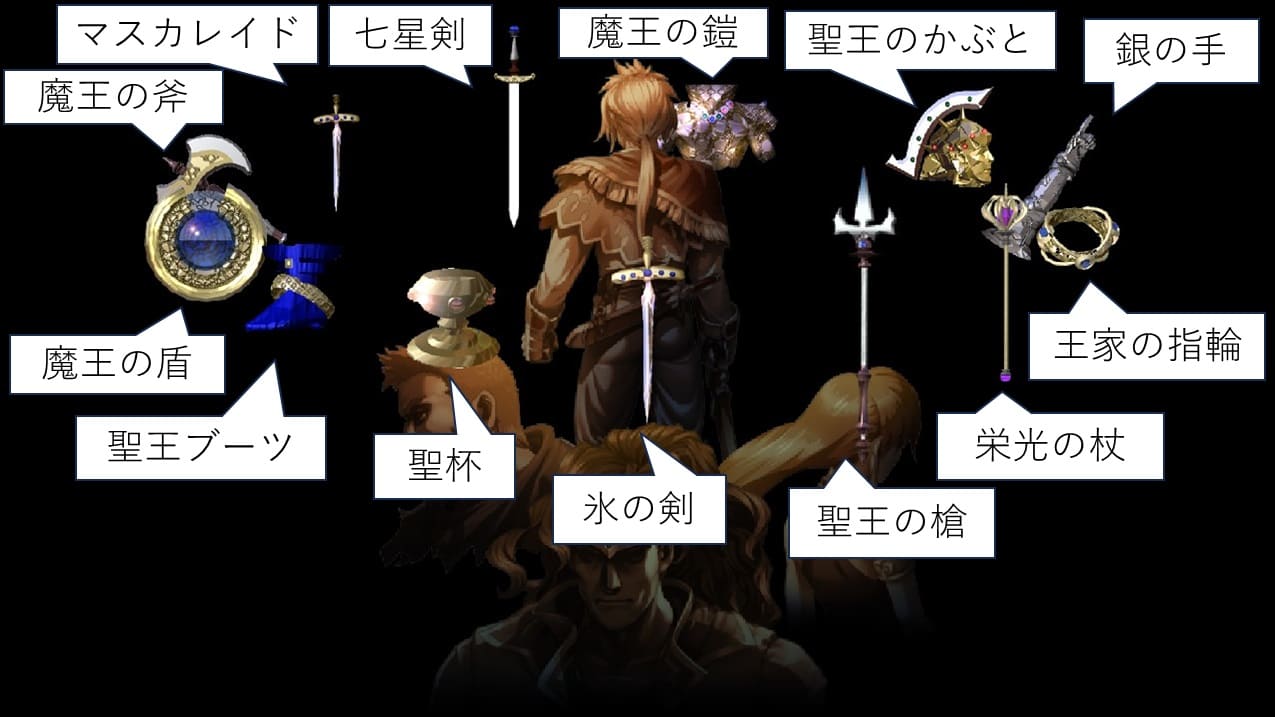 マスカレイド
七星剣
魔王の鎧
聖王のかぶと
銀の手
魔王の斧
魔王の盾
王家の指輪
聖王ブーツ
聖杯
氷の剣
聖王の槍
栄光の杖